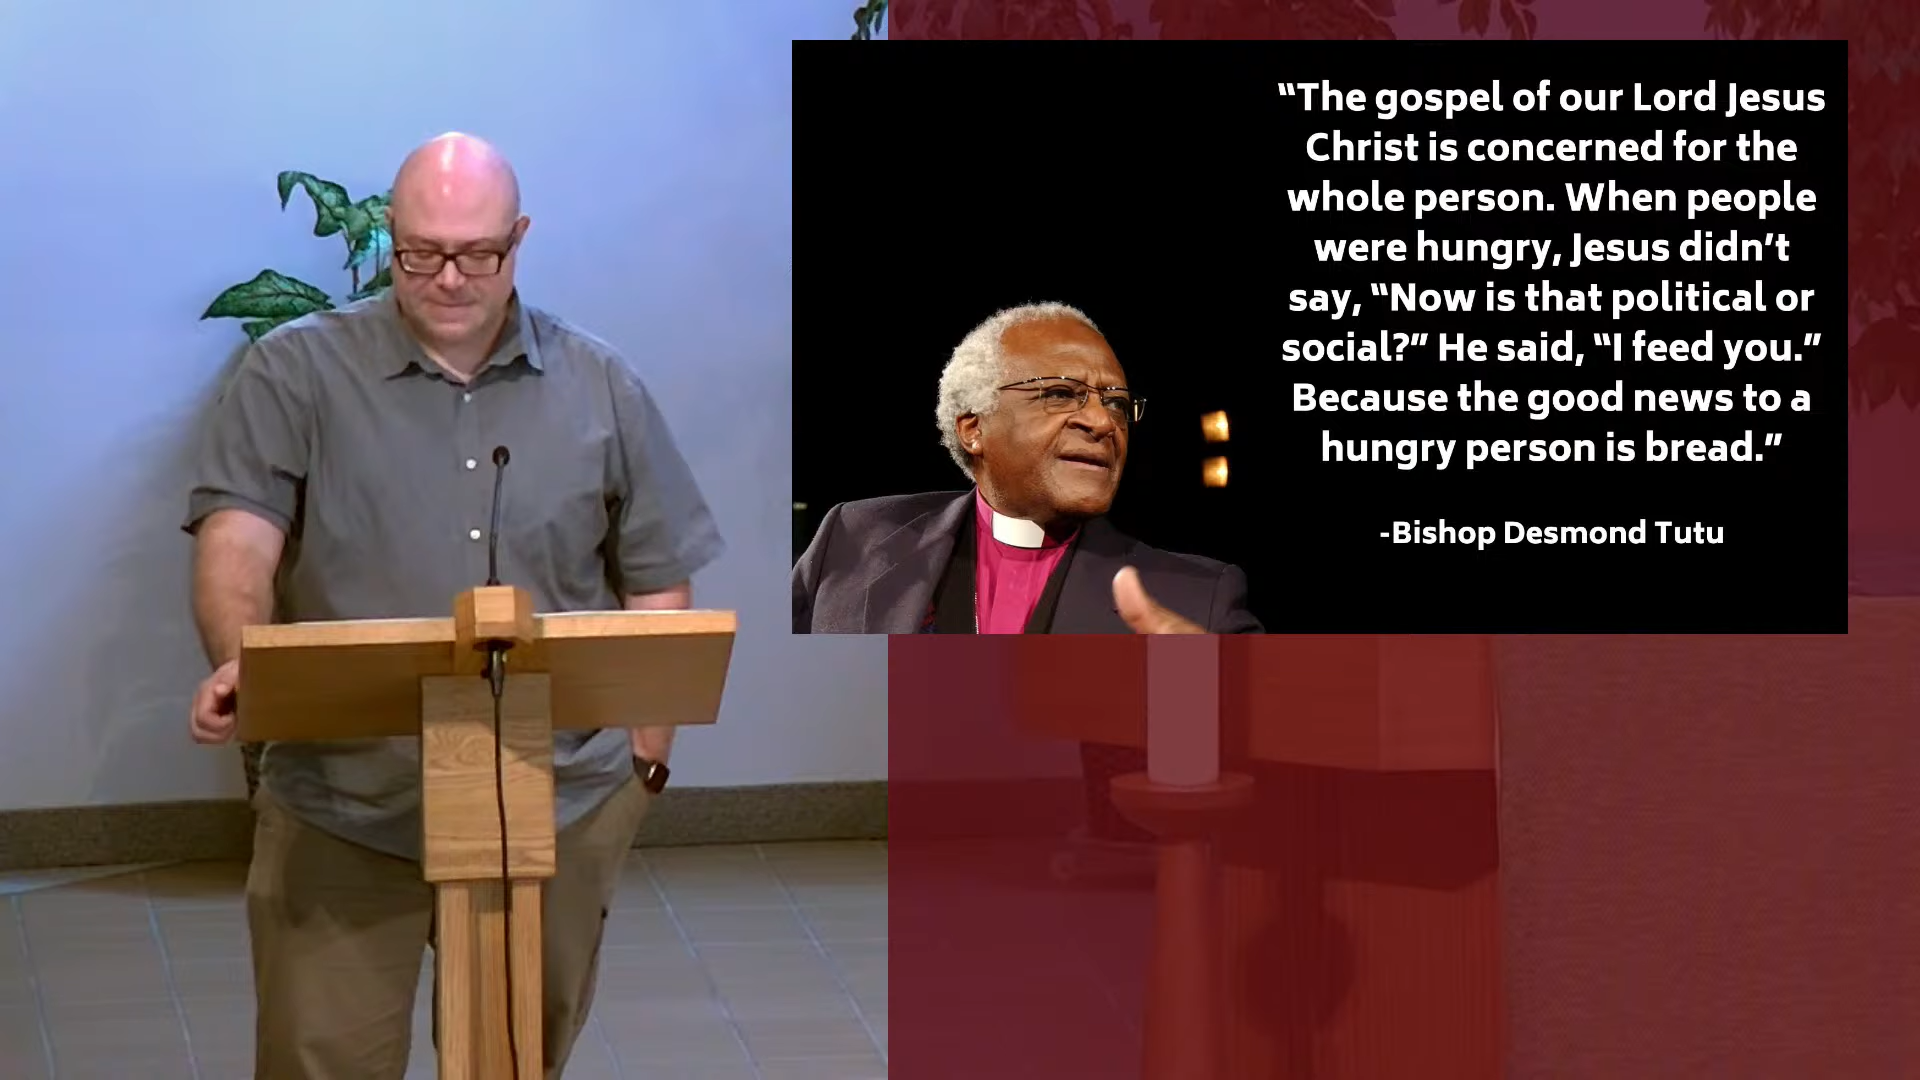 “The gospel of our Lord Jesus
Christ is concerned for the
whole person. When people
were hungry, Jesus didn’t
say, “Now is that political or
social?” He said, “I feed you.”
Because the good news to a
hungry person is bread.”
-Bishop Desmond Tutu